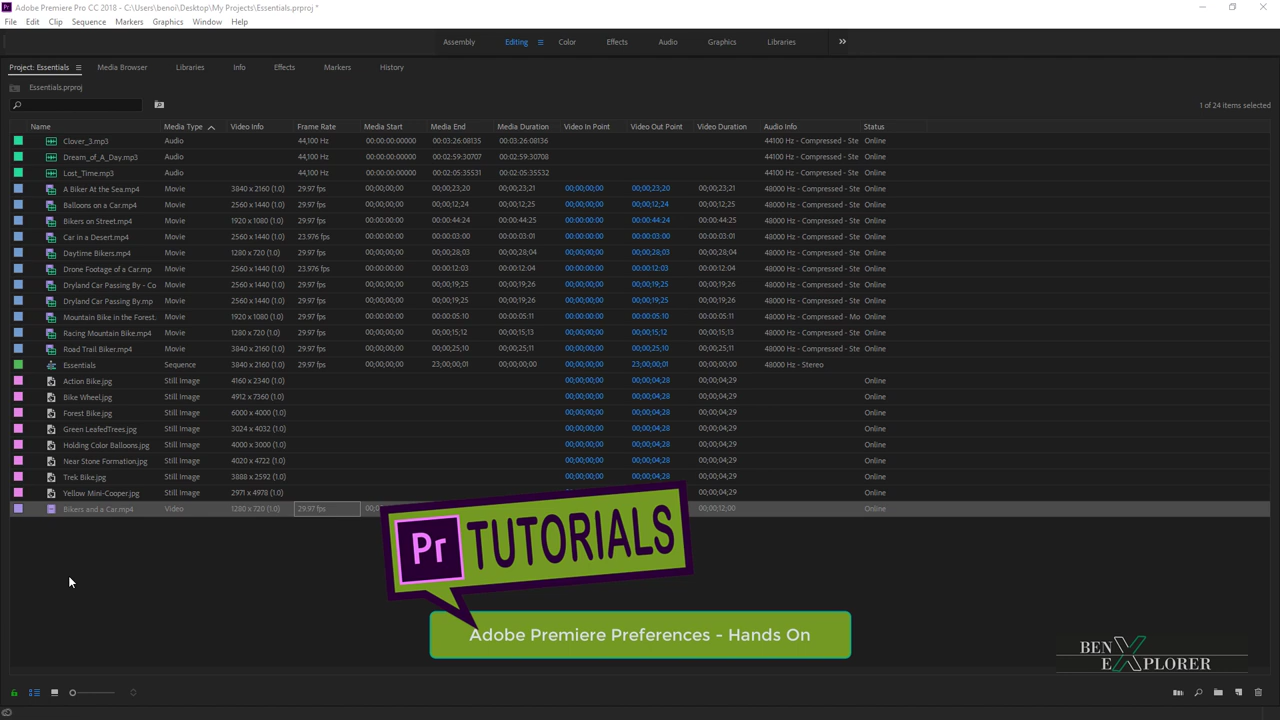 Adobe Premiere Pro CC 2018 - C:\Users\benoi\Desktop\My Projects\Essentials.prproj *
File Edit Clip Sequence Markers Graphics Window Help
Assembly Editing Color Effects Audio Graphics Libraries
Project: Essentials Media Browser Libraries Info Effects Markers History
Essentials.prproj
1 of 24 items selected
Name Media Type Video Info Frame Rate Media Start Media End Media Duration Video In Point Video Out Point Video Duration Audio Info Status
Clover_3.mp3 Audio 44,100 Hz 00:00:00:00000 00:03:26:08135 00:03:26:08136 44100 Hz - Compressed - Ste Online
Dream_of_A_Day.mp3 Audio 44,100 Hz 00:00:00:00000 00:02:59:30707 00:02:59:30708 44100 Hz - Compressed - Ste Online
Lost_Time.mp3 Audio 44,100 Hz 00:00:00:00000 00:02:05:35531 00:02:05:35532 44100 Hz - Compressed - Ste Online
A Biker At the Sea.mp4 Movie 3840 x 2160 (1.0) 29.97 fps 00;00;00;00 00;00;23;20 00;00;23;21 00;00;00;00 00;00;23;20 00;00;23;21 48000 Hz - Compressed - Ste Online
Balloons on a Car.mp4 Movie 2560 x 1440 (1.0) 29.97 fps 00;00;00;00 00;00;12;24 00;00;12;25 00;00;00;00 00;00;12;24 00;00;12;25 48000 Hz - Compressed - Ste Online
Bikers on Street.mp4 Movie 1920 x 1080 (1.0) 29.97 fps 00:00:00:00 00:00:44:24 00:00:44:25 00:00:00:00 00:00:44:24 00:00:44:25 48000 Hz - Compressed - Ste Online
Car in a Desert.mp4 Movie 2560 x 1440 (1.0) 23.976 fps 00:00:00:00 00:00:03:00 00:00:03:01 00:00:00:00 00:00:03:00 00:00:03:01 48000 Hz - Compressed - Ste Online
Daytime Bikers.mp4 Movie 1280 x 720 (1.0) 29.97 fps 00;00;00;00 00;00;28;03 00;00;28;04 00;00;00;00 00;00;28;03 00;00;28;04 48000 Hz - Compressed - Ste Online
Drone Footage of a Car.mp Movie 2560 x 1440 (1.0) 23.976 fps 00:00:00:00 00:00:12:03 00:00:12:04 00:00:00:00 00:00:12:03 00:00:12:04 48000 Hz - Compressed - Ste Online
Dryland Car Passing By - Co Movie 2560 x 1440 (1.0) 29.97 fps 00;00;00;00 00;00;19;25 00;00;19;26 00;00;00;00 00;00;19;25 00;00;19;26 48000 Hz - Compressed - Ste Online
Dryland Car Passing By.mp Movie 2560 x 1440 (1.0) 29.97 fps 00;00;00;00 00;00;19;25 00;00;19;26 00;00;00;00 00;00;19;25 00;00;19;26 48000 Hz - Compressed - Ste Online
Mountain Bike in the Forest. Movie 1920 x 1080 (1.0) 29.97 fps 00:00:00:00 00:00:05:10 00:00:05:11 00:00:00:00 00:00:05:10 00:00:05:11 48000 Hz - Compressed - Mo Online
Racing Mountain Bike.mp4 Movie 1280 x 720 (1.0) 29.97 fps 00;00;00;00 00;00;15;12 00;00;15;13 00;00;00;00 00;00;15;12 00;00;15;13 48000 Hz - Compressed - Ste Online
Road Trail Biker.mp4 Movie 3840 x 2160 (1.0) 29.97 fps 00;00;00;00 00;00;25;10 00;00;25;11 00;00;00;00 00;00;25;10 00;00;25;11 48000 Hz - Compressed - Ste Online
Essentials Sequence 3840 x 2160 (1.0) 29.97 fps 00;00;00;00 23;00;00;01 00;00;00;00 00;00;00;00 23;00;00;01 00;00;00;00 48000 Hz - Stereo
Action Bike.jpg Still Image 4160 x 2340 (1.0) 00;00;00;00 00;00;04;28 00;00;04;29 Online
Bike Wheel.jpg Still Image 4912 x 7360 (1.0) 00;00;00;00 00;00;04;28 00;00;04;29 Online
Forest Bike.jpg Still Image 6000 x 4000 (1.0) 00;00;00;00 00;00;04;28 00;00;04;29 Online
Green LeafedTrees.jpg Still Image 3024 x 4032 (1.0) 00;00;00;00 00;00;04;28 00;00;04;29 Online
Holding Color Balloons.jpg Still Image 4000 x 3000 (1.0) 00;00;00;00 00;00;04;28 00;00;04;29 Online
Near Stone Formation.jpg Still Image 4020 x 4722 (1.0) 00;00;00;00 00;00;04;28 00;00;04;29 Online
Trek Bike.jpg Still Image 3888 x 2592 (1.0) 00;00;00;00 00;00;04;28 00;00;04;29 Online
Yellow Mini-Cooper.jpg Still Image 2971 x 4978 (1.0) 00;00;04;29 Online
Bikers and a Car.mp4 Video 1280 x 720 (1.0) 29.97 fps 00;00;12;00 Online
Pr TUTORIALS
Adobe Premiere Preferences - Hands On
BEN
EXPLORER